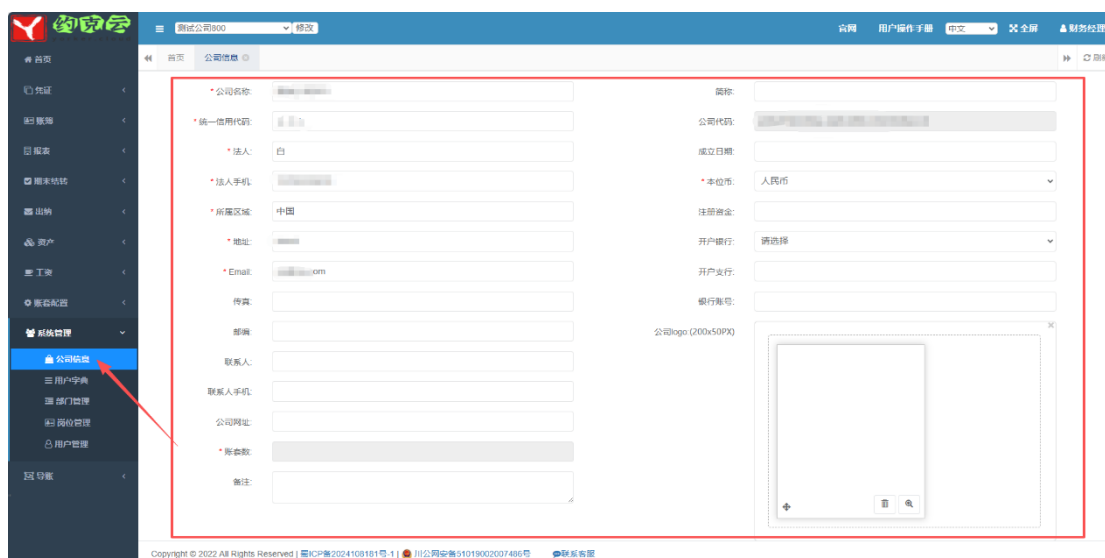 约克云
测试公司800 修改 官网 用户操作手册 中文 全屏 财务经理
首页 首页 公司信息
凭证
账簿
报表
期末结转
出纳
资产
工资
账套配置
系统管理
公司信息
用户字典
部门管理
岗位管理
用户管理
导账
* 公司名称:
* 统一信用代码:
* 法人: 白
* 法人手机:
* 所属区域: 中国
* 地址:
* Email: om
传真:
邮编:
联系人:
联系人手机:
公司网址:
* 账套数:
备注:
简称:
公司代码:
成立日期:
* 本位币: 人民币
注册资金:
开户银行: 请选择
开户支行:
银行账号:
公司logo:(200x50PX)
Copyright © 2022 All Rights Reserved | 蜀ICP备2024108181号-1 | 川公网安备51019002007486号 联系客服